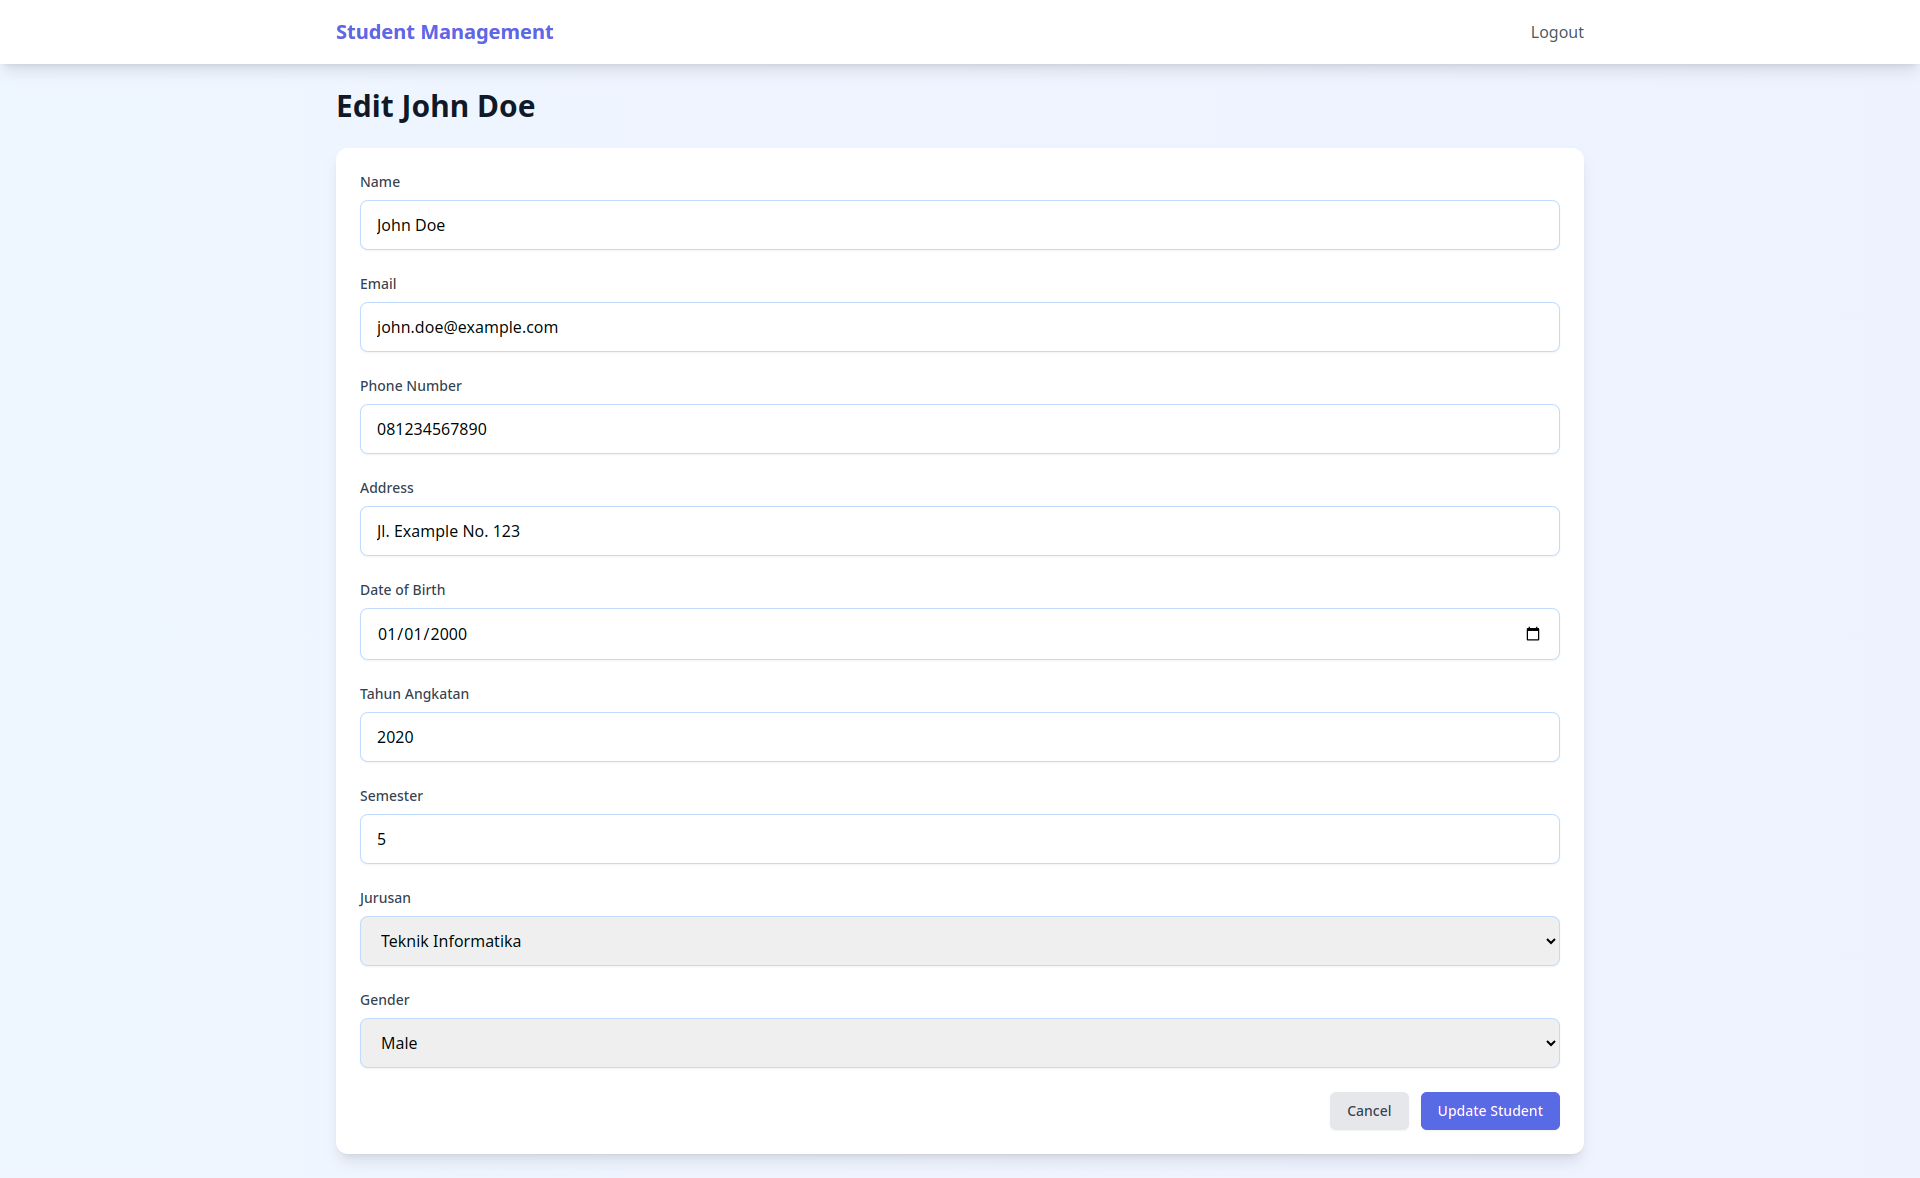 Student Management
Logout
Edit John Doe
Name
John Doe
Email
john.doe@example.com
Phone Number
081234567890
Address
Jl. Example No. 123
Date of Birth
01/01/2000
Tahun Angkatan
2020
Semester
5
Jurusan
Teknik Informatika
Gender
Male
Cancel
Update Student